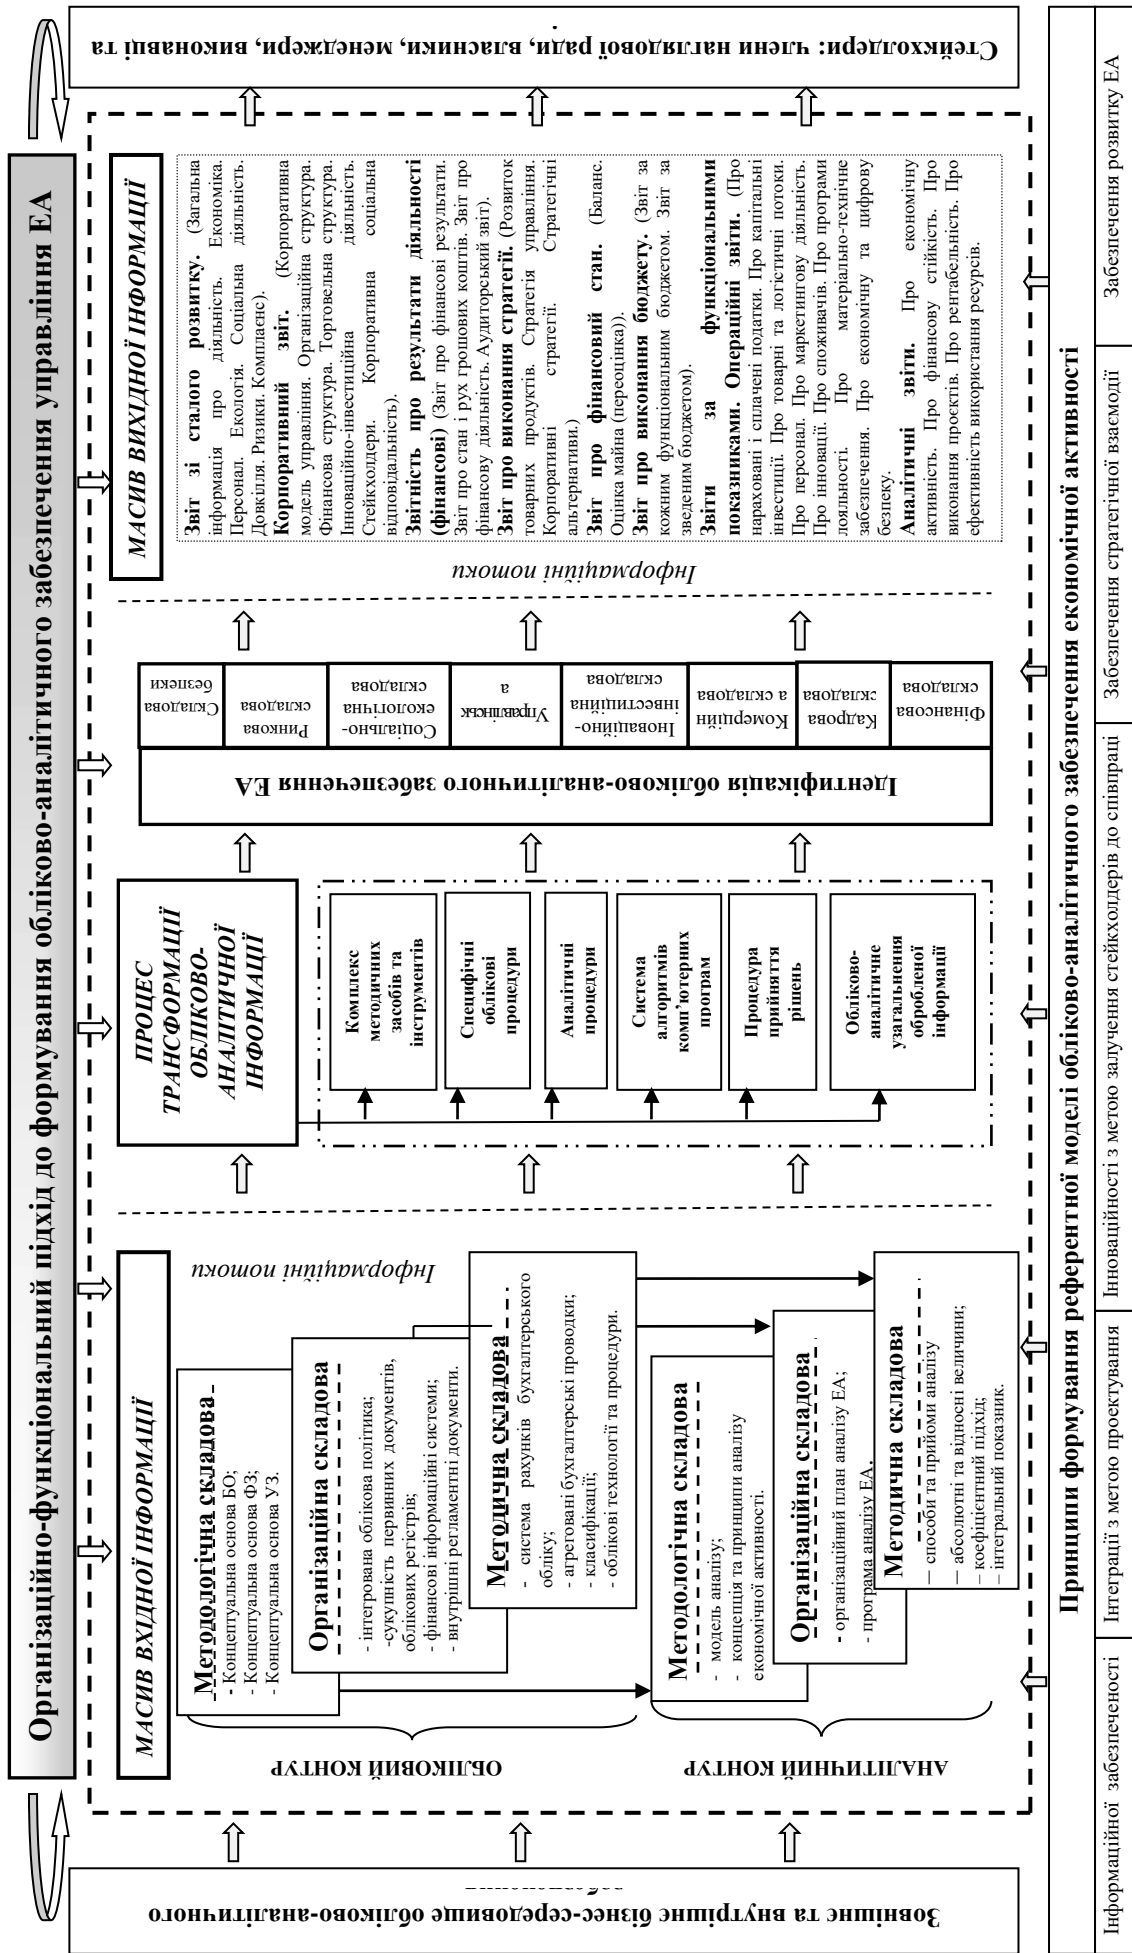 Організаційно-функціональний підхід до формування обліково-аналітичного забезпечення управління ЕА
Зовнішнє та внутрішнє бізнес-середовище обліково-аналітичного
МАСИВ ВХІДНОЇ ІНФОРМАЦІЇ
Інформаційні потоки
ОБЛІКОВИЙ КОНТУР
Методологічна складова
- Концептуальна основа БО;
- Концептуальна основа ФЗ;
- Концептуальна основа УЗ.
Організаційна складова
- інтегрована облікова політика;
-сукупність первинних документів,
облікових регістрів;
- фінансові інформаційні системи;
- внутрішні регламентні документи.
Методична складова
- система рахунків бухгалтерського
обліку;
- агреговані бухгалтерські проводки;
- класифікації;
- облікові технології та процедури.
АНАЛІТИЧНИЙ КОНТУР
Методологічна складова
- модель аналізу;
- концепція та принципи аналізу
економічної активності.
Організаційна складова
- організаційний план аналізу ЕА;
- програма аналізу ЕА.
Методична складова
— способи та прийоми аналізу
— абсолютні та відносні величини;
– коефіцієнтний підхід;
– інтегральний показник.
ПРОЦЕС
ТРАНСФОРМАЦІЇ
ОБЛІКОВО-
АНАЛІТИЧНОЇ
ІНФОРМАЦІЇ
Комплекс
методичних
засобів та
інструментів
Специфічні
облікові
процедури
Аналітичні
процедури
Система
алгоритмів
комп’ютерних
програм
Процедура
прийняття
рішень
Обліково-
аналітичне
узагальнення
обробленої
інформації
Ідентифікація обліково-аналітичного забезпечення ЕА
Складова
безпеки
Ринкова
складова
Соціально-
екологічна
складова
Управлінськ
а
Іноваційно-
інвестиційна
складова
Комерційн
а складова
Кадрова
складова
Фінансова
складова
Інформаційні потоки
МАСИВ ВИХІДНОЇ ІНФОРМАЦІЇ
Звіт зі сталого розвитку. (Загальна
інформація про діяльність. Економіка.
Персонал. Екологія. Соціальна діяльність.
Довкілля. Ризики. Комплаєнс).
Корпоративний звіт. (Корпоративна
модель управління. Організаційна структура.
Фінансова структура. Торговельна структура.
Інноваційно-інвестиційна діяльність.
Стейкхолдери. Корпоративна соціальна
відповідальність).
Звітність про результати діяльності
(фінансові) (Звіт про фінансові результати.
Звіт про стан і рух грошових коштів. Звіт про
фінансову діяльність. Аудиторський звіт).
Звіт про виконання стратегії. (Розвиток
товарних продуктів. Стратегія управління.
Корпоративні стратегії. Стратегічні
альтернативи.)
Звіт про фінансовий стан. (Баланс.
Оцінка майна (переоцінка)).
Звіт про виконання бюджету. (Звіт за
кожним функціональним бюджетом. Звіт за
зведеним бюджетом).
Звіти за функціональними
показниками. Операційні звіти. (Про
нараховані і сплачені податки. Про капітальні
інвестиції. Про товарні та логістичні потоки.
Про персонал. Про маркетингову діяльність.
Про інновації. Про споживачів. Про програми
лояльності. Про матеріально-технічне
забезпечення. Про економічну та цифрову
безпеку.
Аналітичні звіти. Про економічну
активність. Про фінансову стійкість. Про
виконання проєктів. Про рентабельність. Про
ефективність використання ресурсів.
Стейкхолдери: члени наглядової ради, власники, менеджери, виконавці та
Принципи формування референтної моделі обліково-аналітичного забезпечення економічної активності
Інформаційної забезпеченості
Інтеграції з метою проектування
Інноваційності з метою залучення стейкхолдерів до співпраці
Забезпечення стратегічної взаємодії
Забезпечення розвитку ЕА